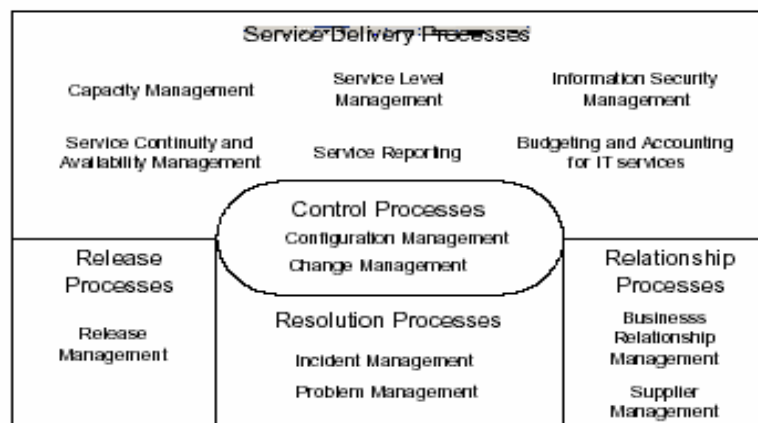 Service Delivery Processes
Capacity Management
Service Level
Management
Information Security
Management
Service Continuity and
Availability Management
Service Reporting
Budgeting and Accounting
for IT services
Control Processes
Configuration Management
Change Management
Release
Processes
Release
Management
Resolution Processes
Incident Management
Problem Management
Relationship
Processes
Businesss
Relationship
Management
Supplier
Management